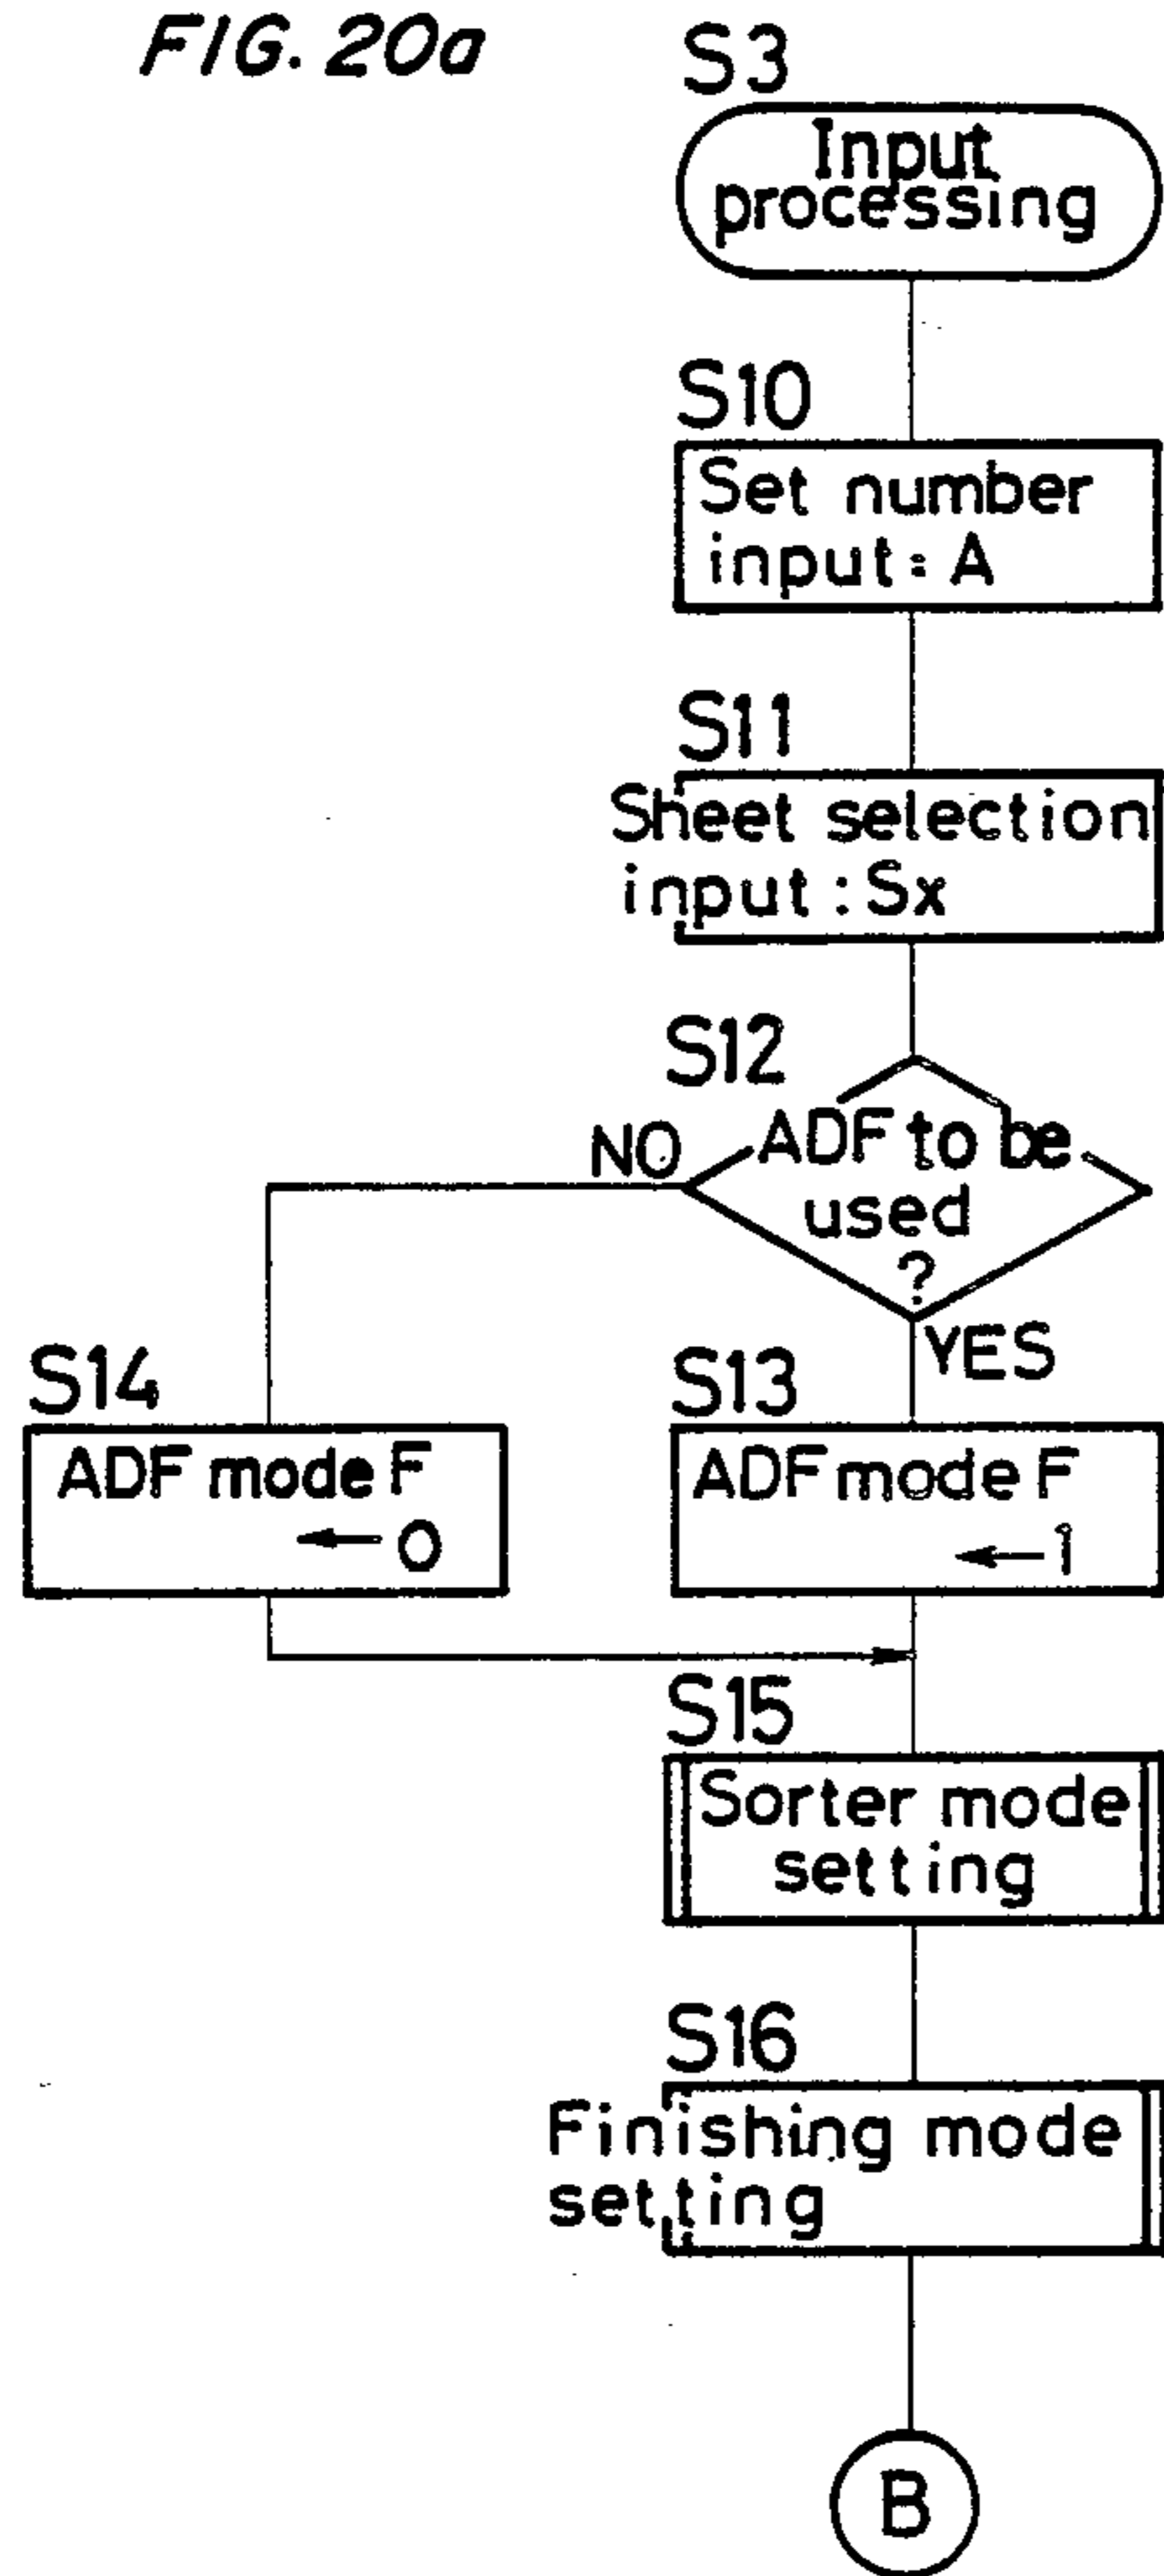 FIG. 20a
S3
Input
processing
S10
Set number
input: A
S11
Sheet selection
input : Sx
S12
NO
ADF to be
used
?
YES
S14
ADF mode F
← 0
S13
ADF mode F
← 1
S15
Sorter mode
setting
S16
Finishing mode
setting
B